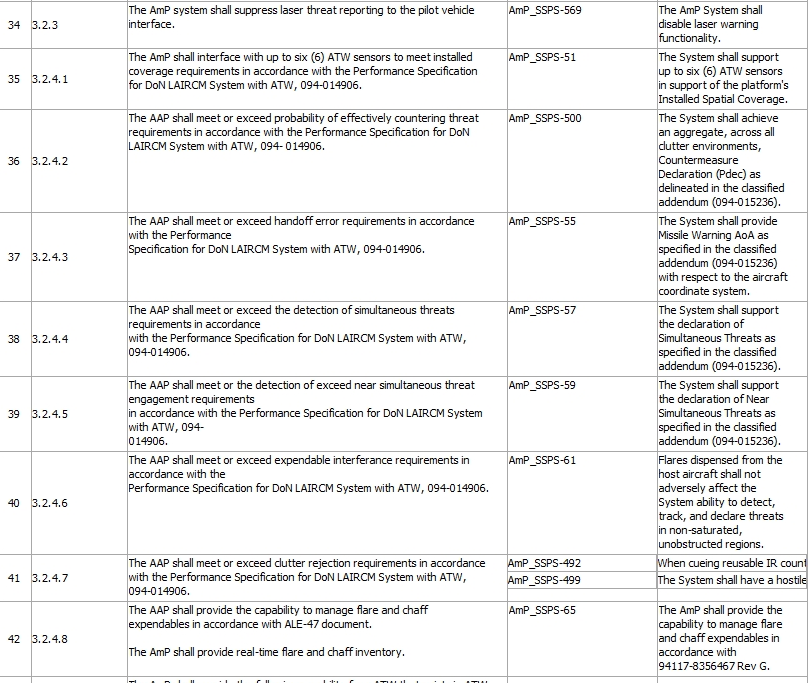 34 3.2.3 The AmP system shall suppress laser threat reporting to the pilot vehicle
interface.
AmP_SSPS-569
The AmP System shall
disable laser warning
functionality.
35 3.2.4.1 The AmP shall interface with up to six (6) ATW sensors to meet installed
coverage requirements in accordance with the Performance Specification
for DoN LAIRCM System with ATW, 094-014906.
AmP_SSPS-51
The System shall support
up to six (6) ATW sensors
in support of the platform's
Installed Spatial Coverage.
36 3.2.4.2 The AAP shall meet or exceed probability of effectively countering threat
requirements in accordance with the Performance Specification for DoN
LAIRCM System with ATW, 094- 014906.
AmP_SSPS-500
The System shall achieve
an aggregate, across all
clutter environments,
Countermeasure
Declaration (Pdec) as
delineated in the classified
addendum (094-015236).
37 3.2.4.3 The AAP shall meet or exceed handoff error requirements in accordance
with the Performance
Specification for DoN LAIRCM System with ATW, 094-014906.
AmP_SSPS-55
The System shall provide
Missile Warning AoA as
specified in the classified
addendum (094-015236)
with respect to the aircraft
coordinate system.
38 3.2.4.4 The AAP shall meet or exceed the detection of simultaneous threats
requirements in accordance
with the Performance Specification for DoN LAIRCM System with ATW,
094-014906.
AmP_SSPS-57
The System shall support
the declaration of
Simultaneous Threats as
specified in the classified
addendum (094-015236).
39 3.2.4.5 The AAP shall meet or the detection of exceed near simultaneous threat
engagement requirements
in accordance with the Performance Specification for DoN LAIRCM System
with ATW, 094-
014906.
AmP_SSPS-59
The System shall support
the declaration of Near
Simultaneous Threats as
specified in the classified
addendum (094-015236).
40 3.2.4.6 The AAP shall meet or exceed expendable interferance requirements in
accordance with the
Performance Specification for DoN LAIRCM System with ATW, 094-014906.
AmP_SSPS-61
Flares dispensed from the
host aircraft shall not
adversely affect the
System ability to detect,
track, and declare threats
in non-saturated,
unobstructed regions.
41 3.2.4.7 The AAP shall meet or exceed clutter rejection requirements in accordance
with the Performance Specification for DoN LAIRCM System with ATW,
094-014906.
AmP_SSPS-492 When cueing reusable IR count
AmP_SSPS-499 The System shall have a hostile
42 3.2.4.8 The AAP shall provide the capability to manage flare and chaff
expendables in accordance with ALE-47 document.
The AmP shall provide real-time flare and chaff inventory.
AmP_SSPS-65
The AmP shall provide the
capability to manage flare
and chaff expendables in
accordance with
94117-8356467 Rev G.